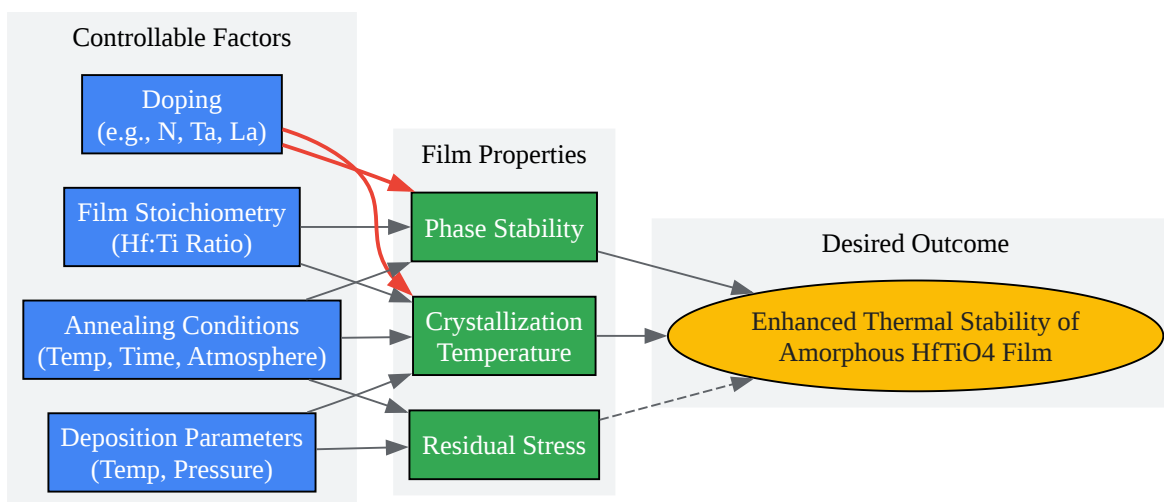 Controllable Factors
Doping
(e.g., N, Ta, La)
Film Stoichiometry
(Hf:Ti Ratio)
Annealing Conditions
(Temp, Time, Atmosphere)
Deposition Parameters
(Temp, Pressure)
Film Properties
Phase Stability
Crystallization
Temperature
Residual Stress
Desired Outcome
Enhanced Thermal Stability of
Amorphous HfTiO4 Film